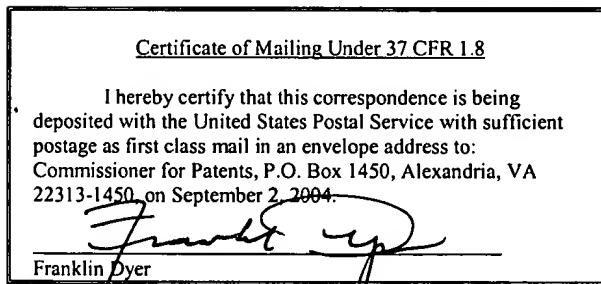 Certificate of Mailing Under 37 CFR 1.8
I hereby certify that this correspondence is being
deposited with the United States Postal Service with sufficient
postage as first class mail in an envelope address to:
Commissioner for Patents, P.O. Box 1450, Alexandria, VA
22313-1450, on September 2, 2004.
Franklin Dyer